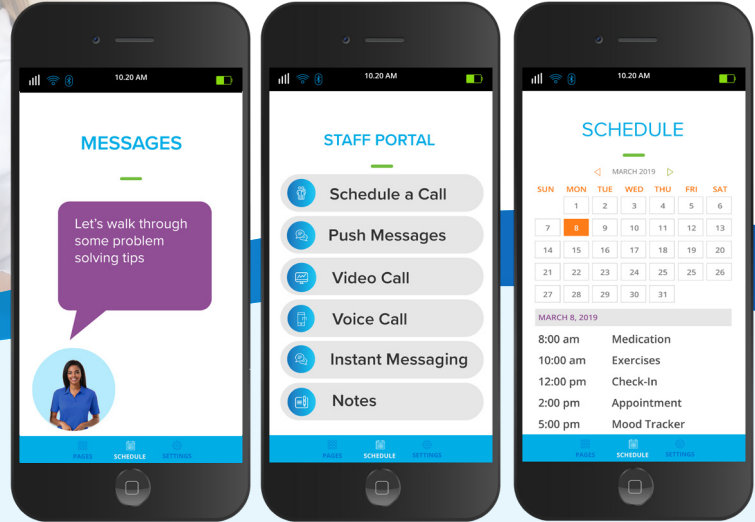 10.20 AM
MESSAGES
Let's walk through
some problem
solving tips
PAGES SCHEDULE SETTINGS
10.20 AM
STAFF PORTAL
Schedule a Call
Push Messages
Video Call
Voice Call
Instant Messaging
Notes
PAGES SCHEDULE SETTINGS
10.20 AM
SCHEDULE
MARCH 2019
SUN MON TUE WED THU FRI SAT
1 2 3 4 5 6
7 8 9 10 11 12 13
14 15 16 17 18 19 20
21 22 23 24 25 25 26
27 28 29 30 31
MARCH 8, 2019
8:00 am Medication
10:00 am Exercises
12:00 pm Check-In
2:00 pm Appointment
5:00 pm Mood Tracker
PAGES SCHEDULE SETTINGS